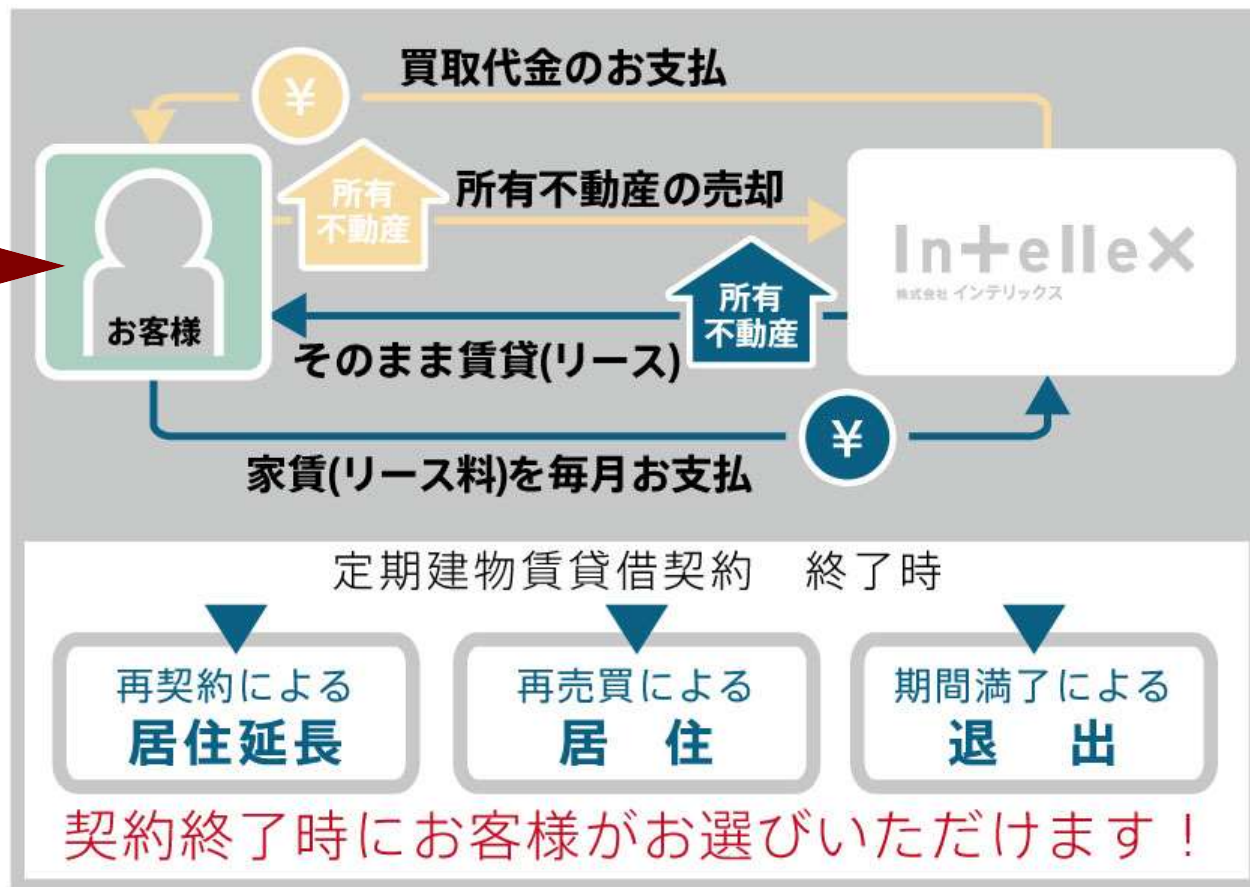 買取代金のお支払
¥
所有
不動産
所有不動産の売却
In+elleX
株式会社 インテリックス
所有
不動産
お客様
そのまま賃貸(リース)
¥
家賃(リース料)を毎月お支払
定期建物賃貸借契約　終了時
再契約による
居住延長
再売買による
居　住
期間満了による
退　出
契約終了時にお客様がお選びいただけます！